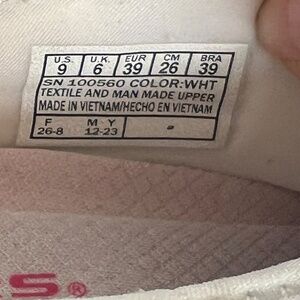 U.S. U.K. EUR CM BRA
9 6 39 26 39
SN 100560 COLOR:WHT
TEXTILE AND MAN MADE UPPER
MADE IN VIETNAM/HECHO EN VIETNAM
F M Y
26-8 12-23
S®